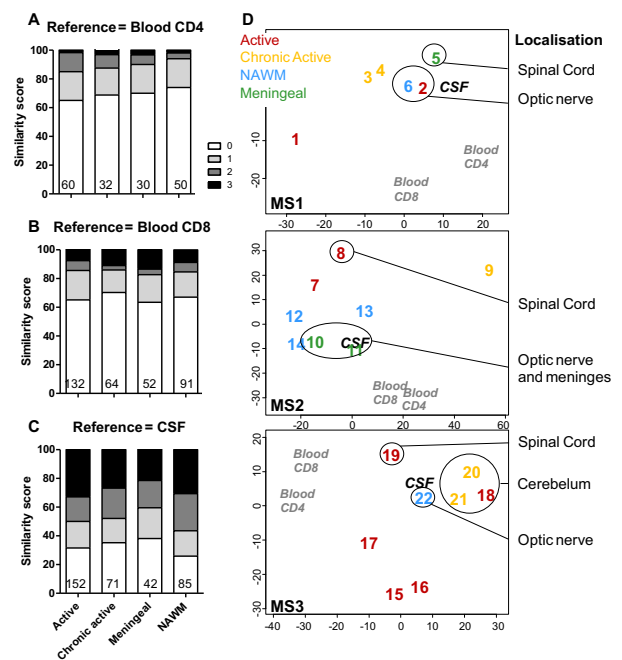 A Reference = Blood CD4
Similarity score
100
80
60
40
20
0
60 32 30 50
0
1
2
3
B Reference = Blood CD8
Similarity score
100
80
60
40
20
0
132 64 52 91
C Reference = CSF
Similarity score
100
80
60
40
20
0
152 71 42 85
Active
Chronic active
Meningeal
NAWM
D
Active
Chronic Active
NAWM
Meningeal
Localisation
3 4 5
6 2 CSF
1
Blood
CD4
Blood
CD8
MS1
-10
-20
-30 -20 -10 0 10 20
Spinal Cord
Optic nerve
8
9
7
12 13
14 10 CSF
11
Blood
CD8
Blood
CD4
MS2
30
20
10
0
-10
-20
-30
-20 0 20 40 60
Spinal Cord
Optic nerve
and meninges
19
Blood
CD8
Blood
CD4
CSF
20
22 21 18
17
15 16
MS3
20
10
0
-10
-20
-30
-40 -30 -20 -10 0 10 20 30
Spinal Cord
Cerebelum
Optic nerve